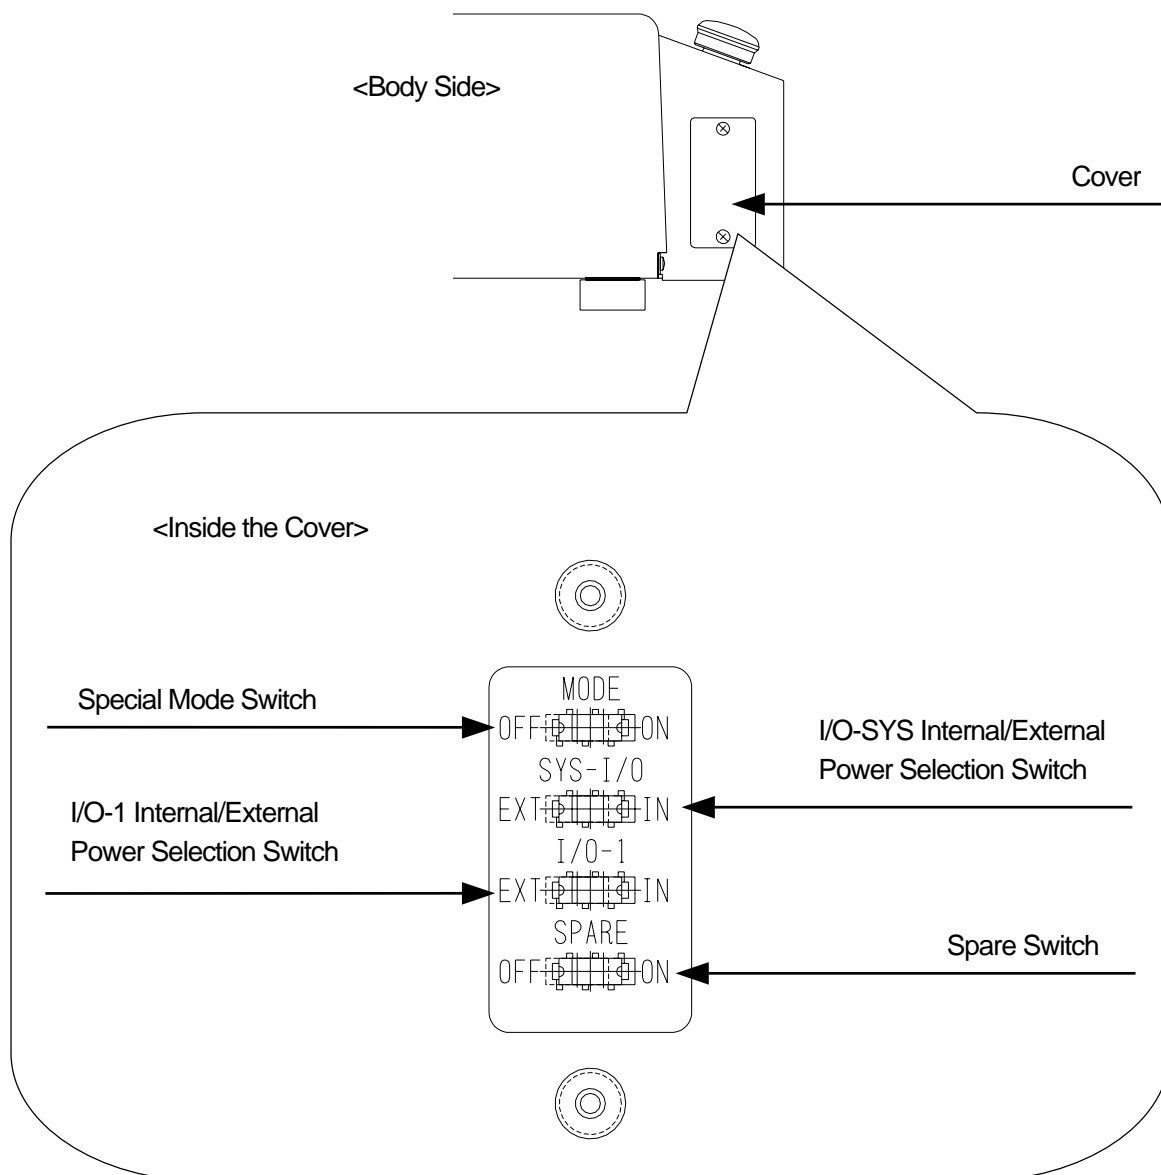 <Body Side>
Cover
<Inside the Cover>
Special Mode Switch
MODE
OFF ON
I/O-SYS Internal/External
Power Selection Switch
SYS-I/O
EXT IN
I/O-1 Internal/External
Power Selection Switch
I/O-1
EXT IN
SPARE
OFF ON
Spare Switch